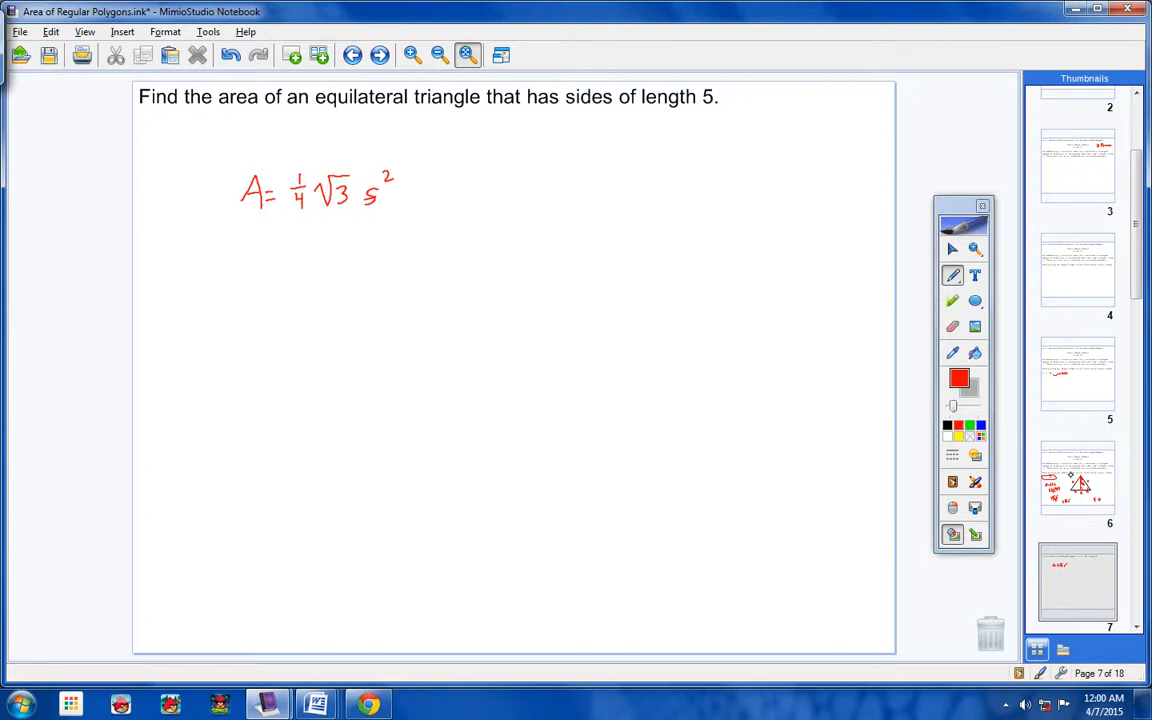 Area of Regular Polygons.ink* - MimioStudio Notebook
File Edit View Insert Format Tools Help
Find the area of an equilateral triangle that has sides of length 5.
A= 1/4 √3 s²
Thumbnails
2
3
4
5
6
7
Page 7 of 18
12:00 AM
4/7/2015